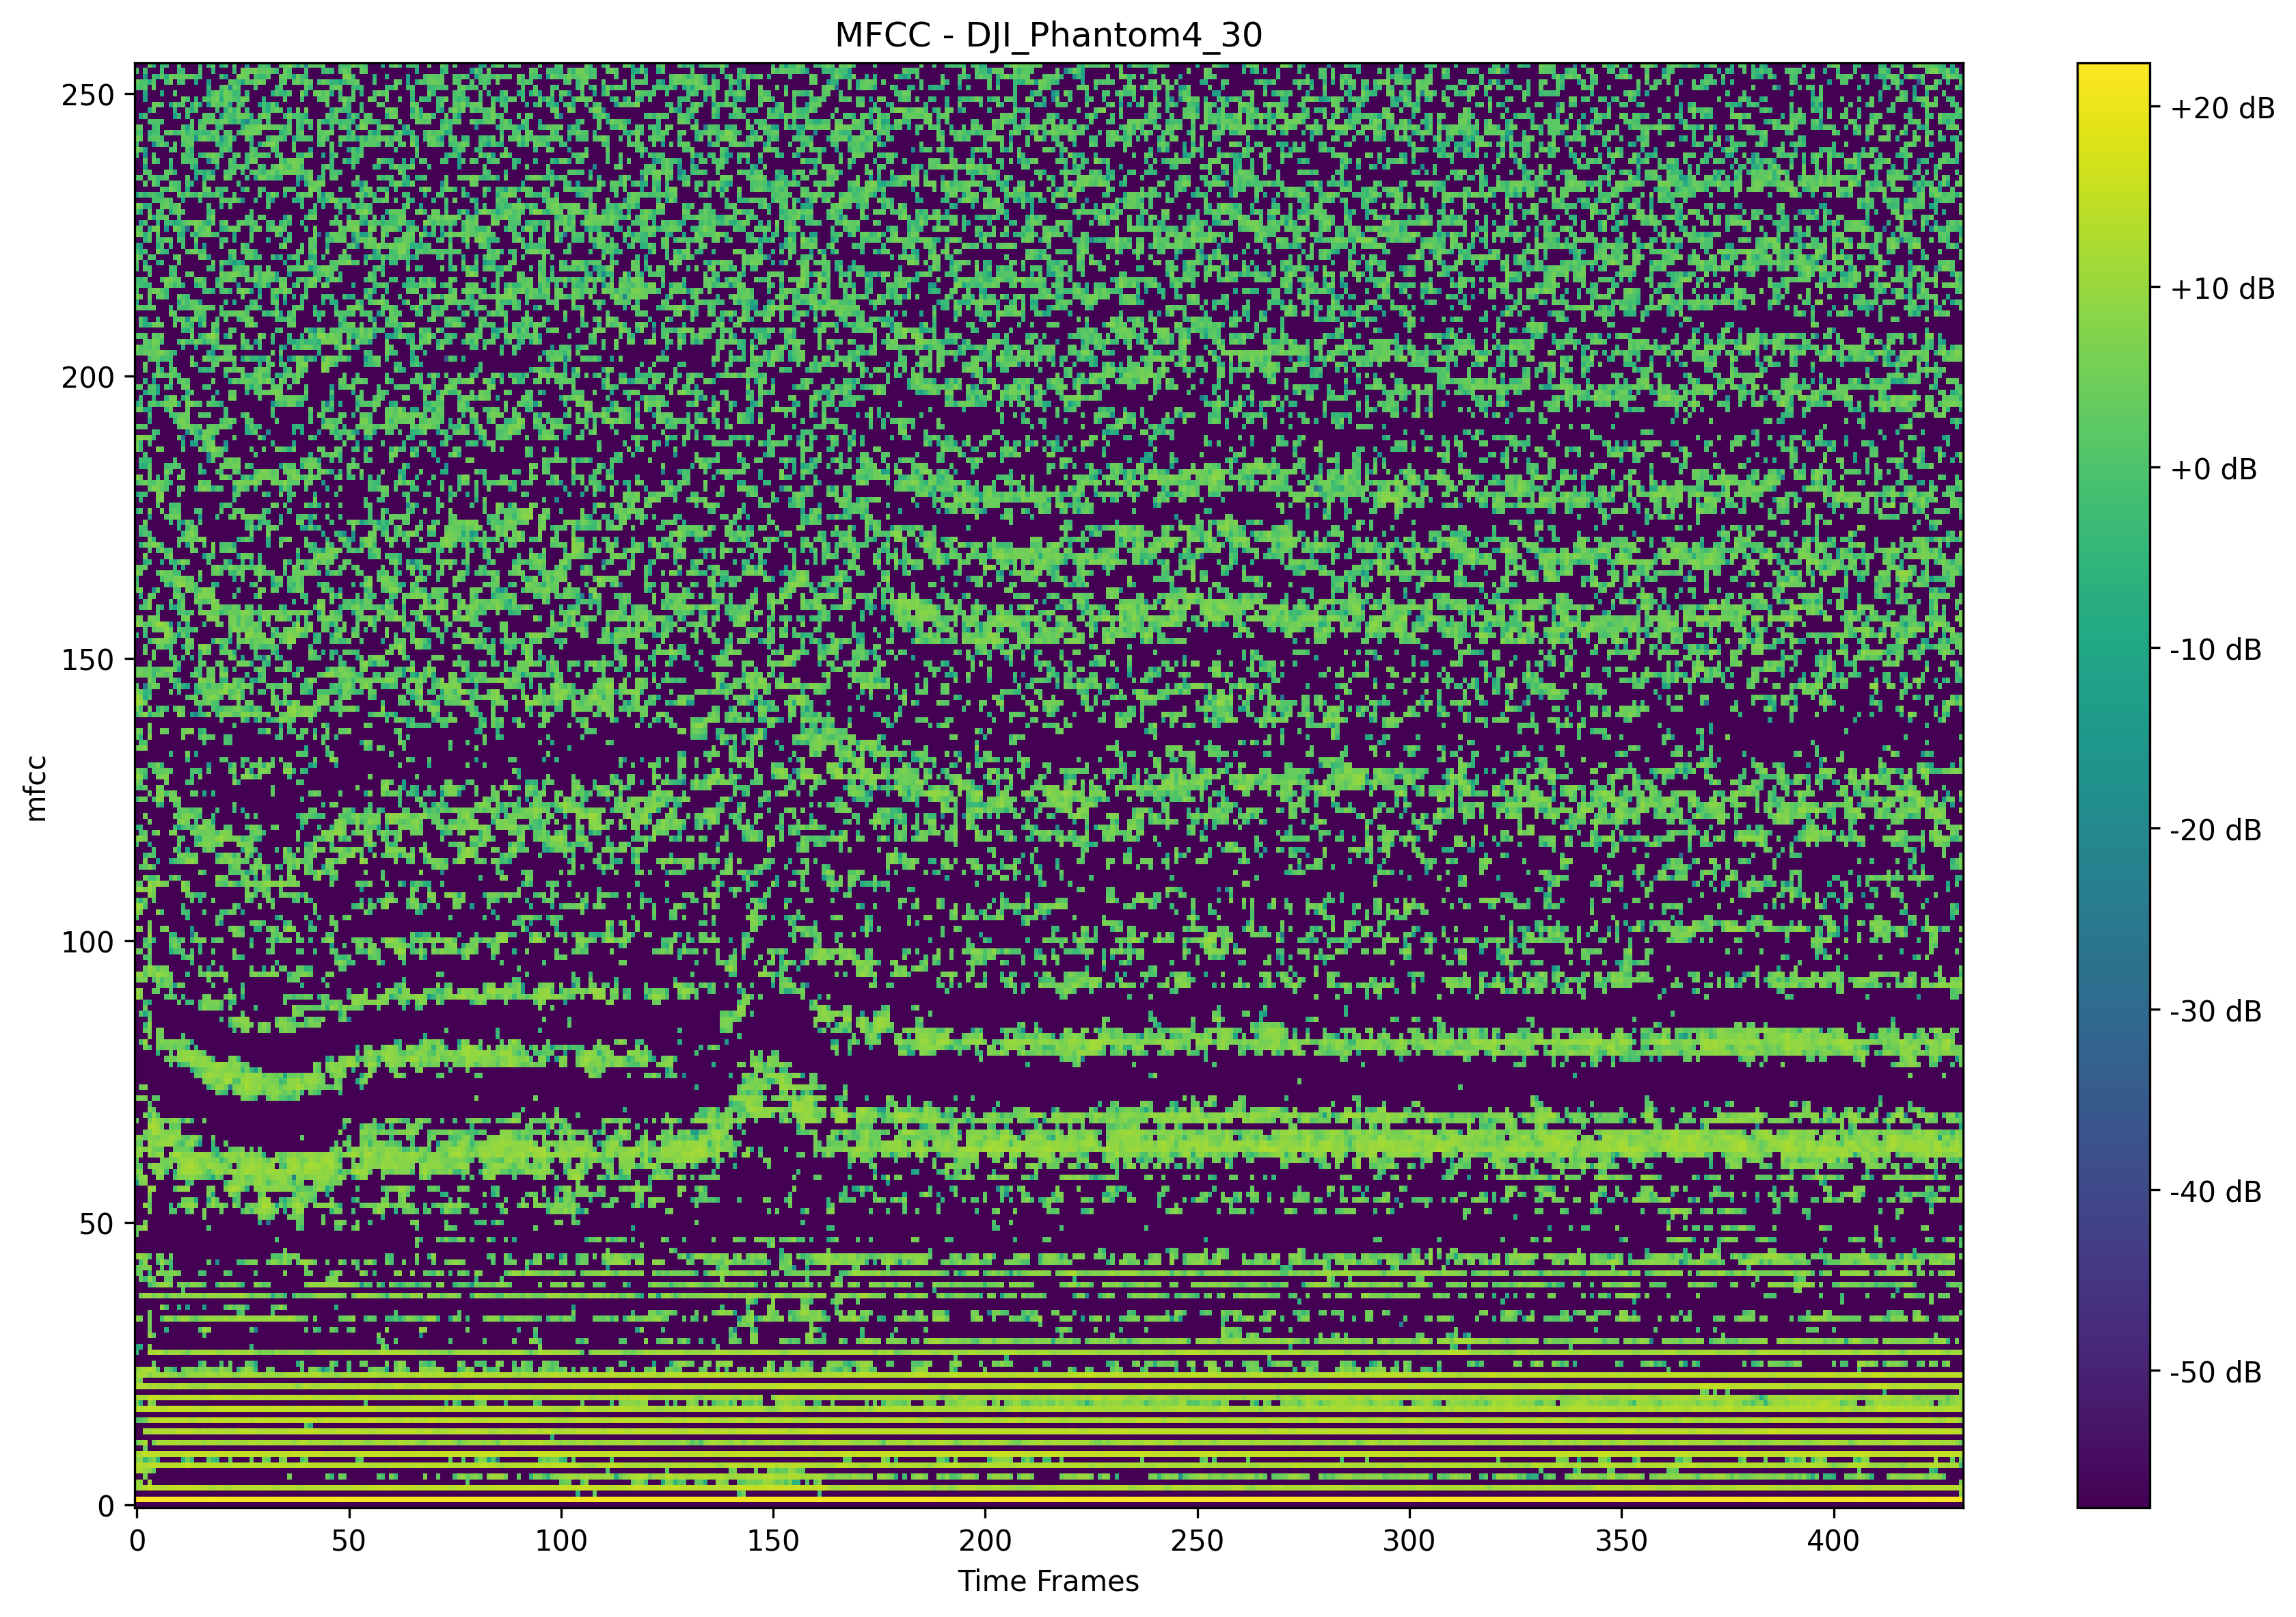 MFCC - DJI_Phantom4_30
250
200
150
100
50
0
mfcc
0 50 100 150 200 250 300 350 400
Time Frames
+20 dB
+10 dB
+0 dB
-10 dB
-20 dB
-30 dB
-40 dB
-50 dB